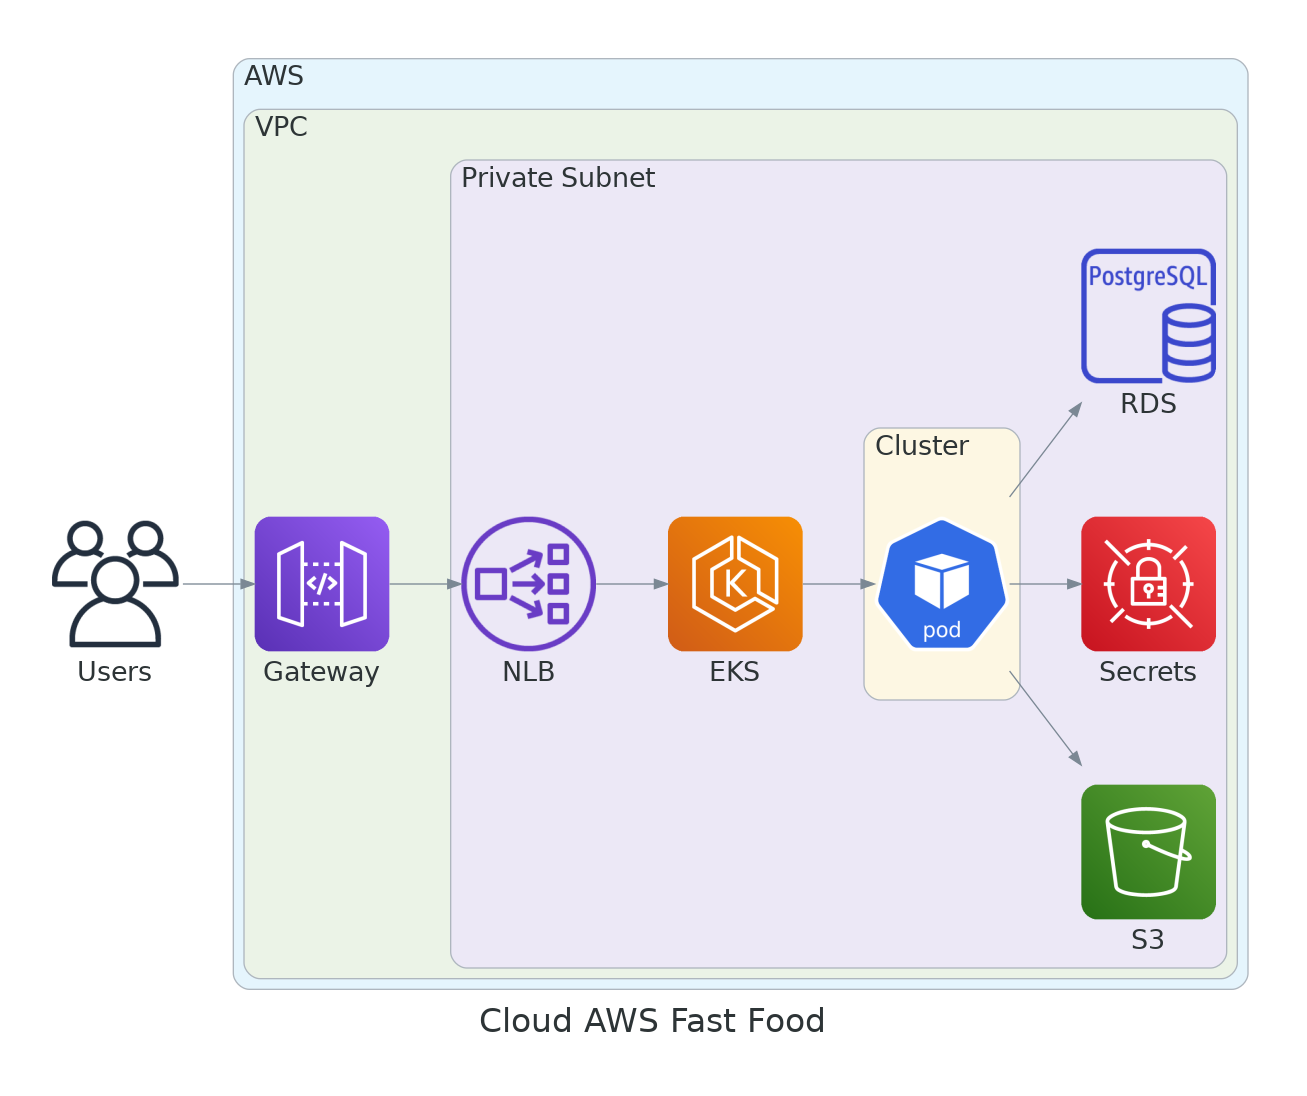 AWS
VPC
Private Subnet
PostgreSQL
RDS
Cluster
pod
Users
Gateway
NLB
EKS
Secrets
S3
Cloud AWS Fast Food